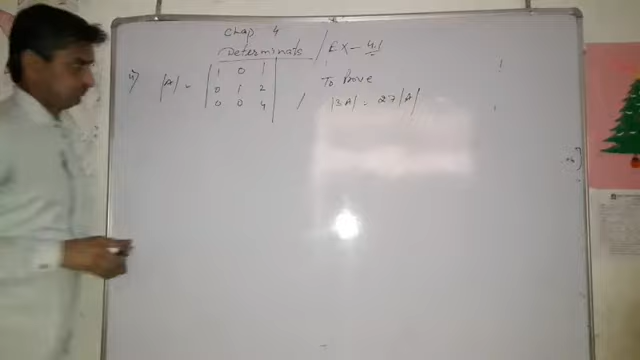 Chap 4
Determinals / EX - 4.1
4) |A| = | 1 0 1 |
| 0 1 2 |
| 0 0 4 |
To Prove
/ |3A| = 27 |A|